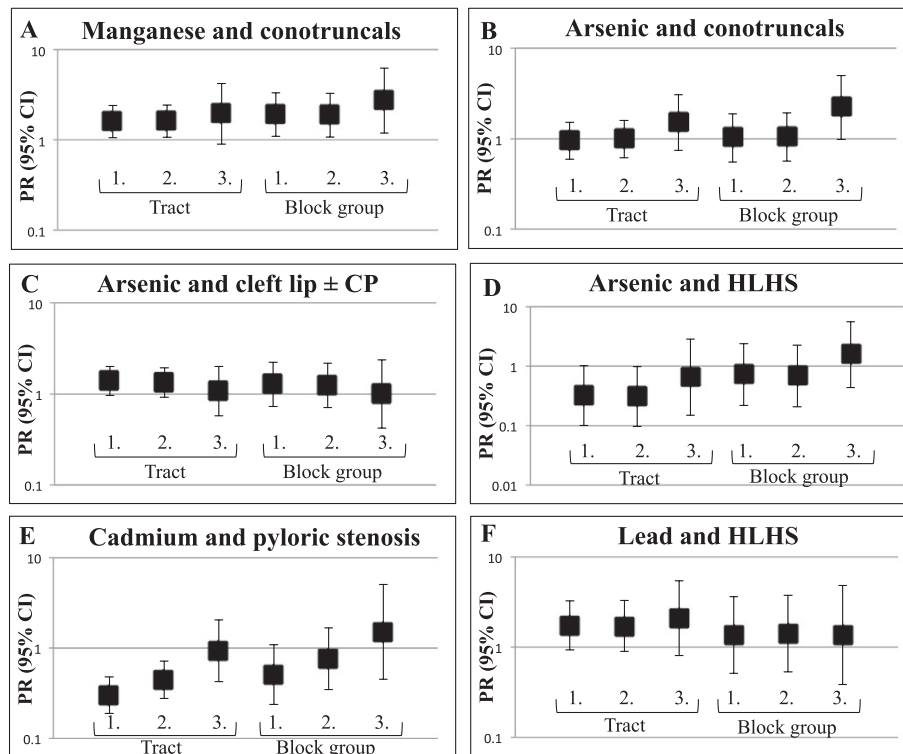 A Manganese and conotruncals
10
1
0.1
PR (95% CI)
1. 2. 3. 1. 2. 3.
Tract Block group
B Arsenic and conotruncals
10
1
0.1
PR (95% CI)
1. 2. 3. 1. 2. 3.
Tract Block group
C Arsenic and cleft lip ± CP
10
1
0.1
PR (95% CI)
1. 2. 3. 1. 2. 3.
Tract Block group
D Arsenic and HLHS
10
1
0.1
0.01
PR (95% CI)
1. 2. 3. 1. 2. 3.
Tract Block group
E Cadmium and pyloric stenosis
10
1
0.1
PR (95% CI)
1. 2. 3. 1. 2. 3.
Tract Block group
F Lead and HLHS
10
1
0.1
PR (95% CI)
1. 2. 3. 1. 2. 3.
Tract Block group